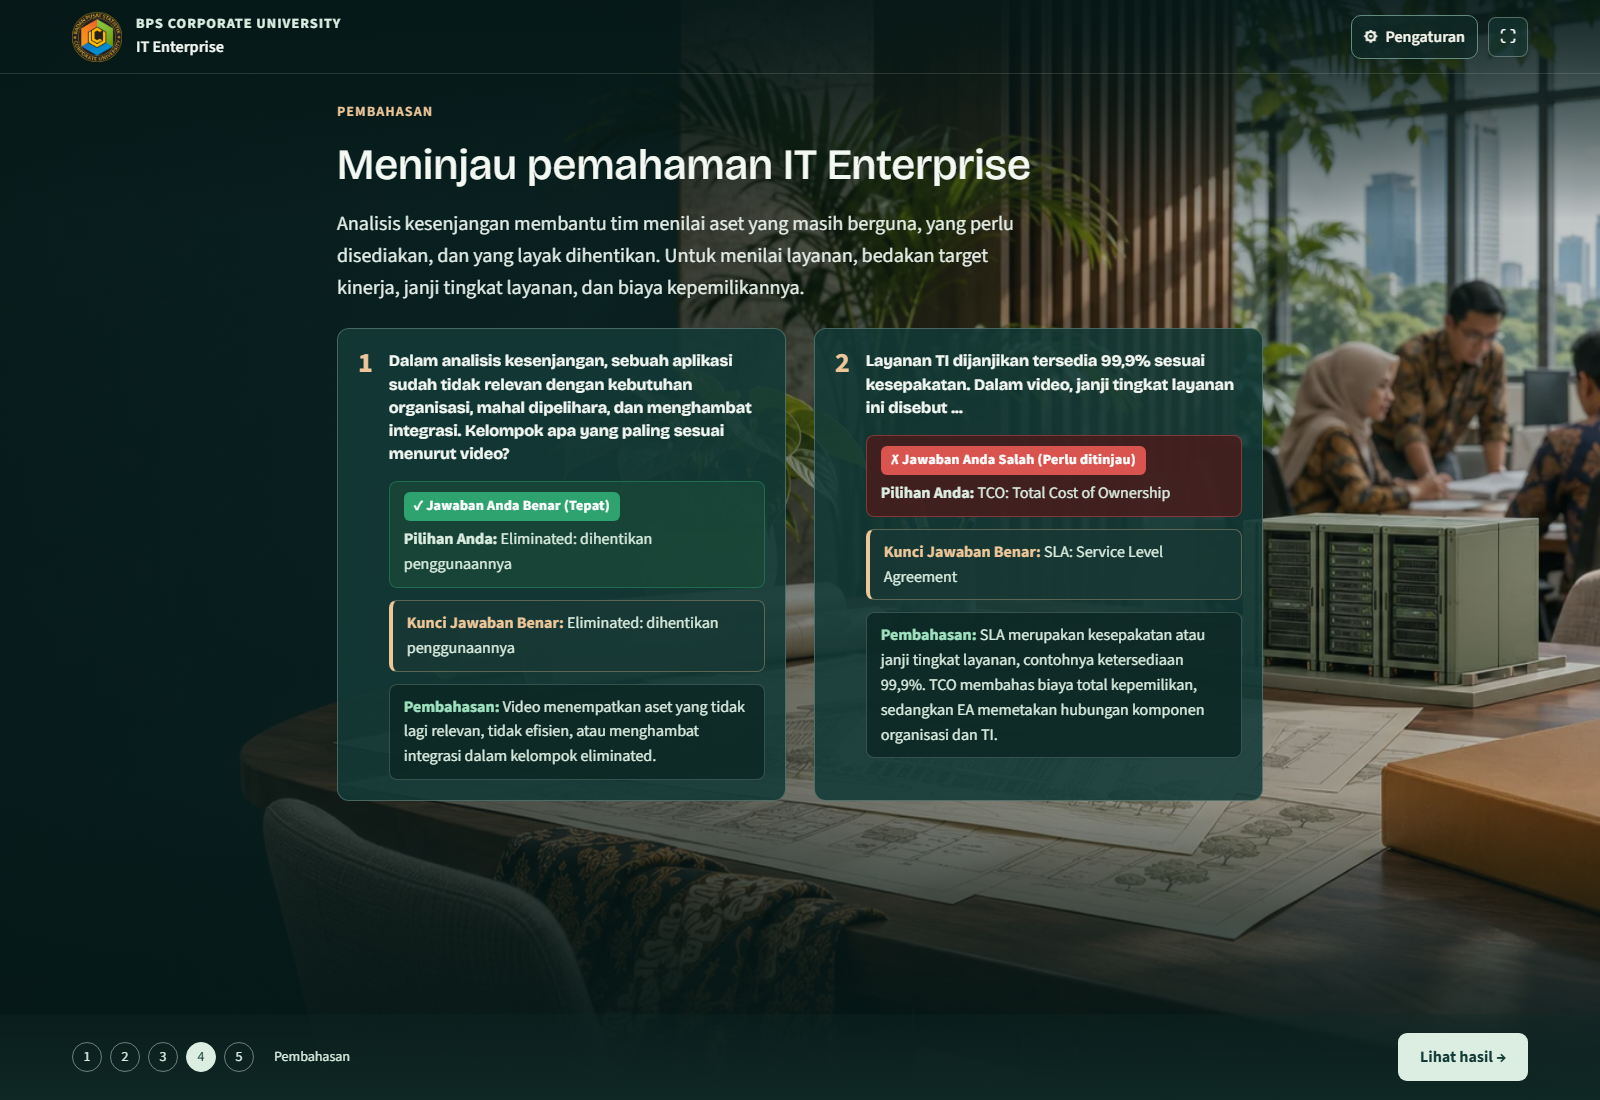 BPS CORPORATE UNIVERSITY
IT Enterprise
Pengaturan
PEMBAHASAN
Meninjau pemahaman IT Enterprise
Analisis kesenjangan membantu tim menilai aset yang masih berguna, yang perlu
disediakan, dan yang layak dihentikan. Untuk menilai layanan, bedakan target
kinerja, janji tingkat layanan, dan biaya kepemilikannya.
1
Dalam analisis kesenjangan, sebuah aplikasi
sudah tidak relevan dengan kebutuhan
organisasi, mahal dipelihara, dan menghambat
integrasi. Kelompok apa yang paling sesuai
menurut video?
✓ Jawaban Anda Benar (Tepat)
Pilihan Anda: Eliminated: dihentikan
penggunaannya
Kunci Jawaban Benar: Eliminated: dihentikan
penggunaannya
Pembahasan: Video menempatkan aset yang tidak
lagi relevan, tidak efisien, atau menghambat
integrasi dalam kelompok eliminated.
2
Layanan TI dijanjikan tersedia 99,9% sesuai
kesepakatan. Dalam video, janji tingkat layanan
ini disebut ...
✗ Jawaban Anda Salah (Perlu ditinjau)
Pilihan Anda: TCO: Total Cost of Ownership
Kunci Jawaban Benar: SLA: Service Level
Agreement
Pembahasan: SLA merupakan kesepakatan atau
janji tingkat layanan, contohnya ketersediaan
99,9%. TCO membahas biaya total kepemilikan,
sedangkan EA memetakan hubungan komponen
organisasi dan TI.
1 2 3 4 5 Pembahasan
Lihat hasil →